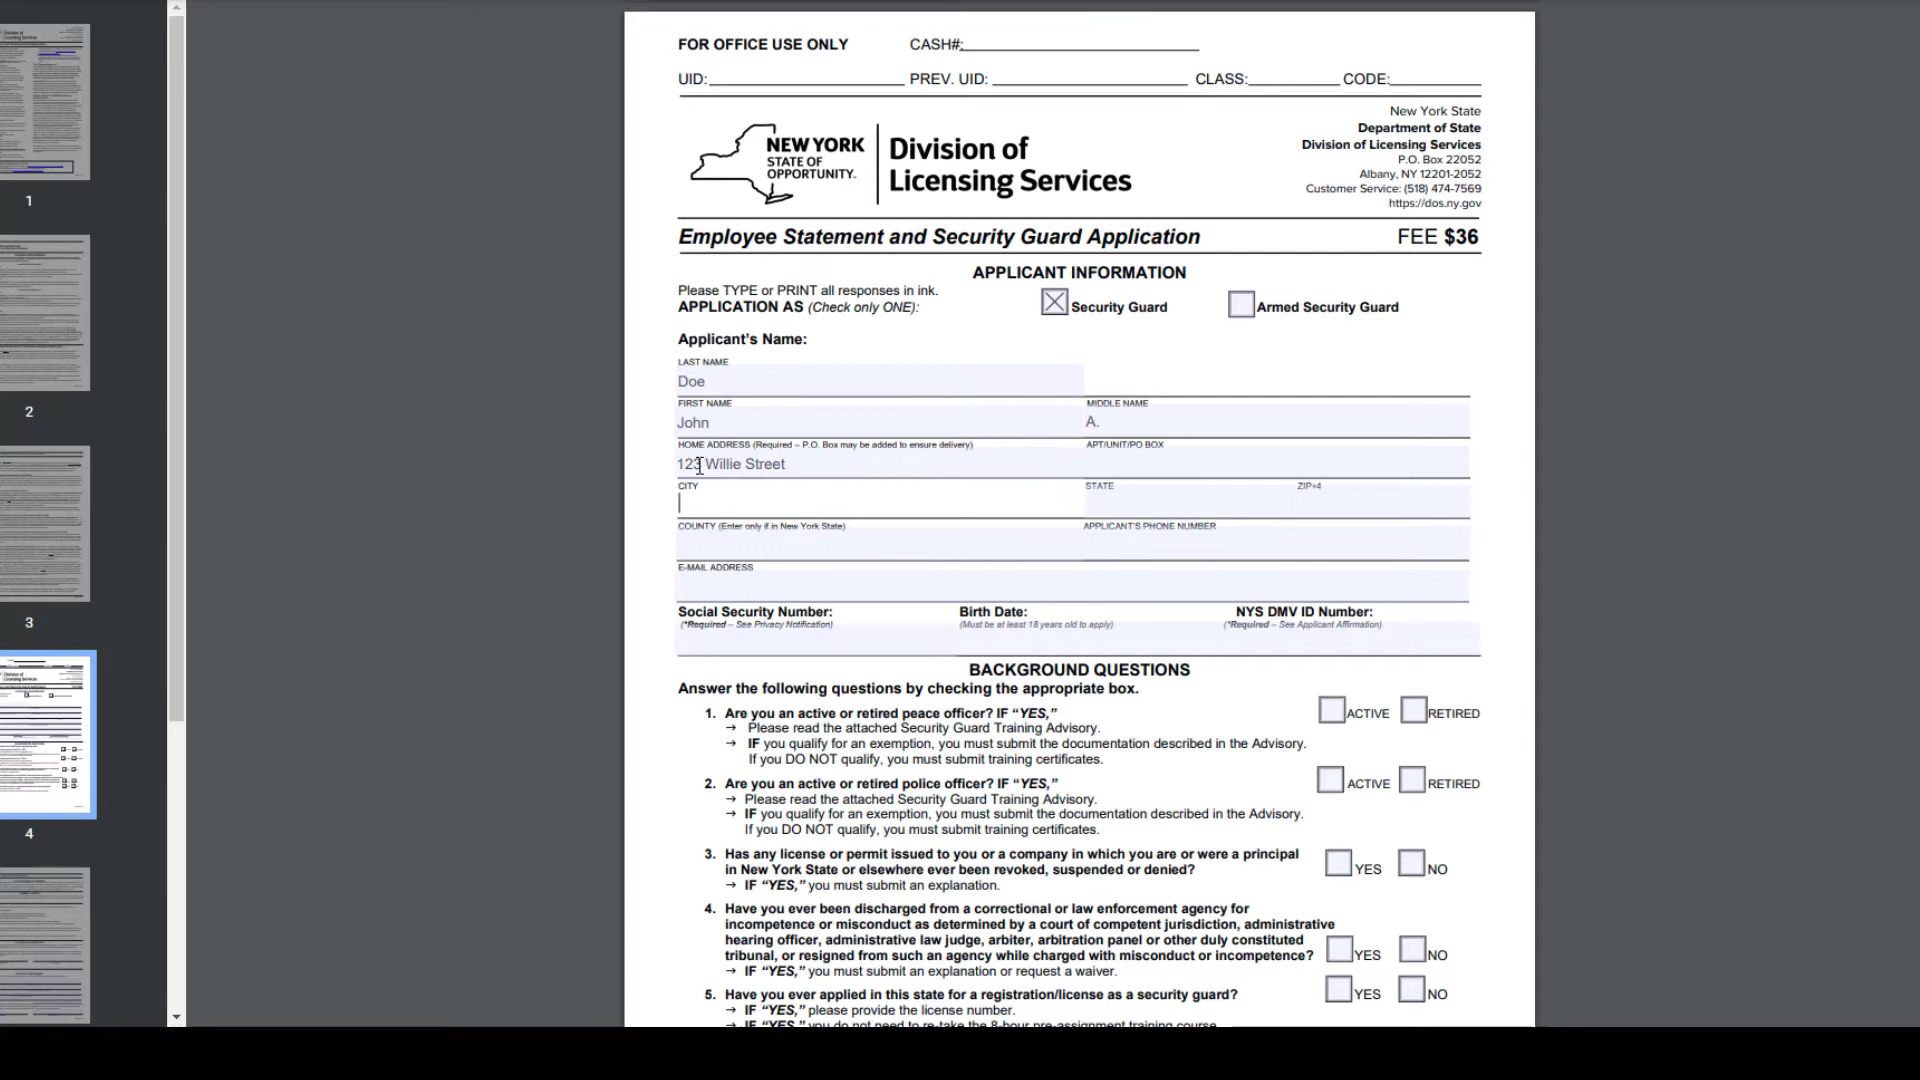 FOR OFFICE USE ONLY CASH#:
UID: PREV. UID: CLASS: CODE:
NEW YORK
STATE OF
OPPORTUNITY.
Division of
Licensing Services
New York State
Department of State
Division of Licensing Services
P.O. Box 22052
Albany, NY 12201-2052
Customer Service: (518) 474-7569
https://dos.ny.gov
Employee Statement and Security Guard Application FEE $36
APPLICANT INFORMATION
Please TYPE or PRINT all responses in ink.
APPLICATION AS (Check only ONE): Security Guard Armed Security Guard
Applicant's Name:
LAST NAME
Doe
FIRST NAME MIDDLE NAME
John A.
HOME ADDRESS (Required – P.O. Box may be added to ensure delivery) APT/UNIT/PO BOX
123 Willie Street
CITY STATE ZIP+4
COUNTY (Enter only if in New York State) APPLICANT'S PHONE NUMBER
E-MAIL ADDRESS
Social Security Number: Birth Date: NYS DMV ID Number:
(*Required – See Privacy Notification) (Must be at least 18 years old to apply) (*Required – See Applicant Affirmation)
BACKGROUND QUESTIONS
Answer the following questions by checking the appropriate box.
1. Are you an active or retired peace officer? IF “YES,” ACTIVE RETIRED
→ Please read the attached Security Guard Training Advisory.
→ IF you qualify for an exemption, you must submit the documentation described in the Advisory.
If you DO NOT qualify, you must submit training certificates.
2. Are you an active or retired police officer? IF “YES,” ACTIVE RETIRED
→ Please read the attached Security Guard Training Advisory.
→ IF you qualify for an exemption, you must submit the documentation described in the Advisory.
If you DO NOT qualify, you must submit training certificates.
3. Has any license or permit issued to you or a company in which you are or were a principal
in New York State or elsewhere ever been revoked, suspended or denied? YES NO
→ IF “YES,” you must submit an explanation.
4. Have you ever been discharged from a correctional or law enforcement agency for
incompetence or misconduct as determined by a court of competent jurisdiction, administrative
hearing officer, administrative law judge, arbiter, arbitration panel or other duly constituted
tribunal, or resigned from such an agency while charged with misconduct or incompetence? YES NO
→ IF “YES,” you must submit an explanation or request a waiver.
5. Have you ever applied in this state for a registration/license as a security guard? YES NO
→ IF “YES,” please provide the license number.
→ IF “YES,” you do not need to re-take the 8-hour pre-assignment training course
1
2
3
4